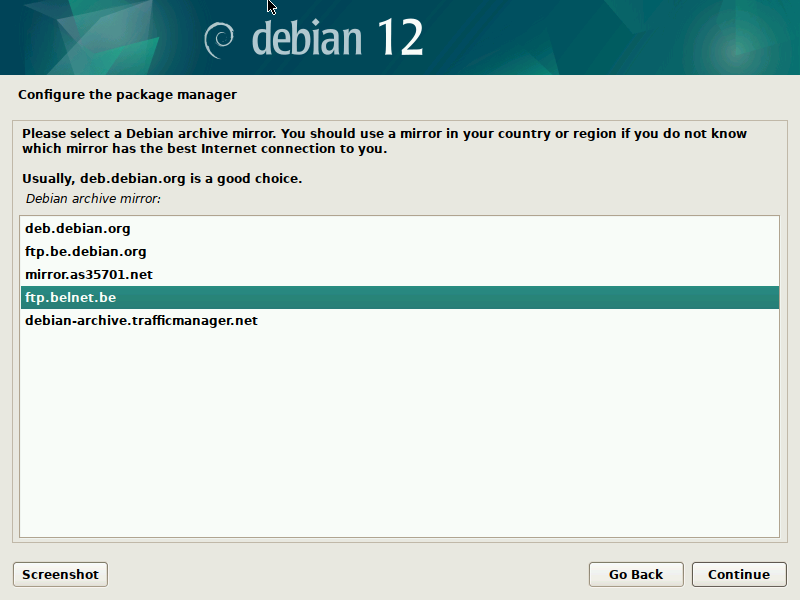 debian 12
Configure the package manager
Please select a Debian archive mirror. You should use a mirror in your country or region if you do not know
which mirror has the best Internet connection to you.
Usually, deb.debian.org is a good choice.
Debian archive mirror:
deb.debian.org
ftp.be.debian.org
mirror.as35701.net
ftp.belnet.be
debian-archive.trafficmanager.net
Screenshot
Go Back
Continue